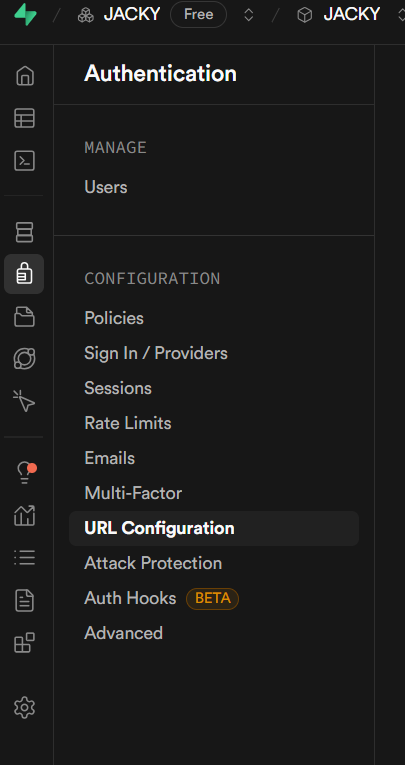 JACKY Free JACKY
Authentication
MANAGE
Users
CONFIGURATION
Policies
Sign In / Providers
Sessions
Rate Limits
Emails
Multi-Factor
URL Configuration
Attack Protection
Auth Hooks BETA
Advanced